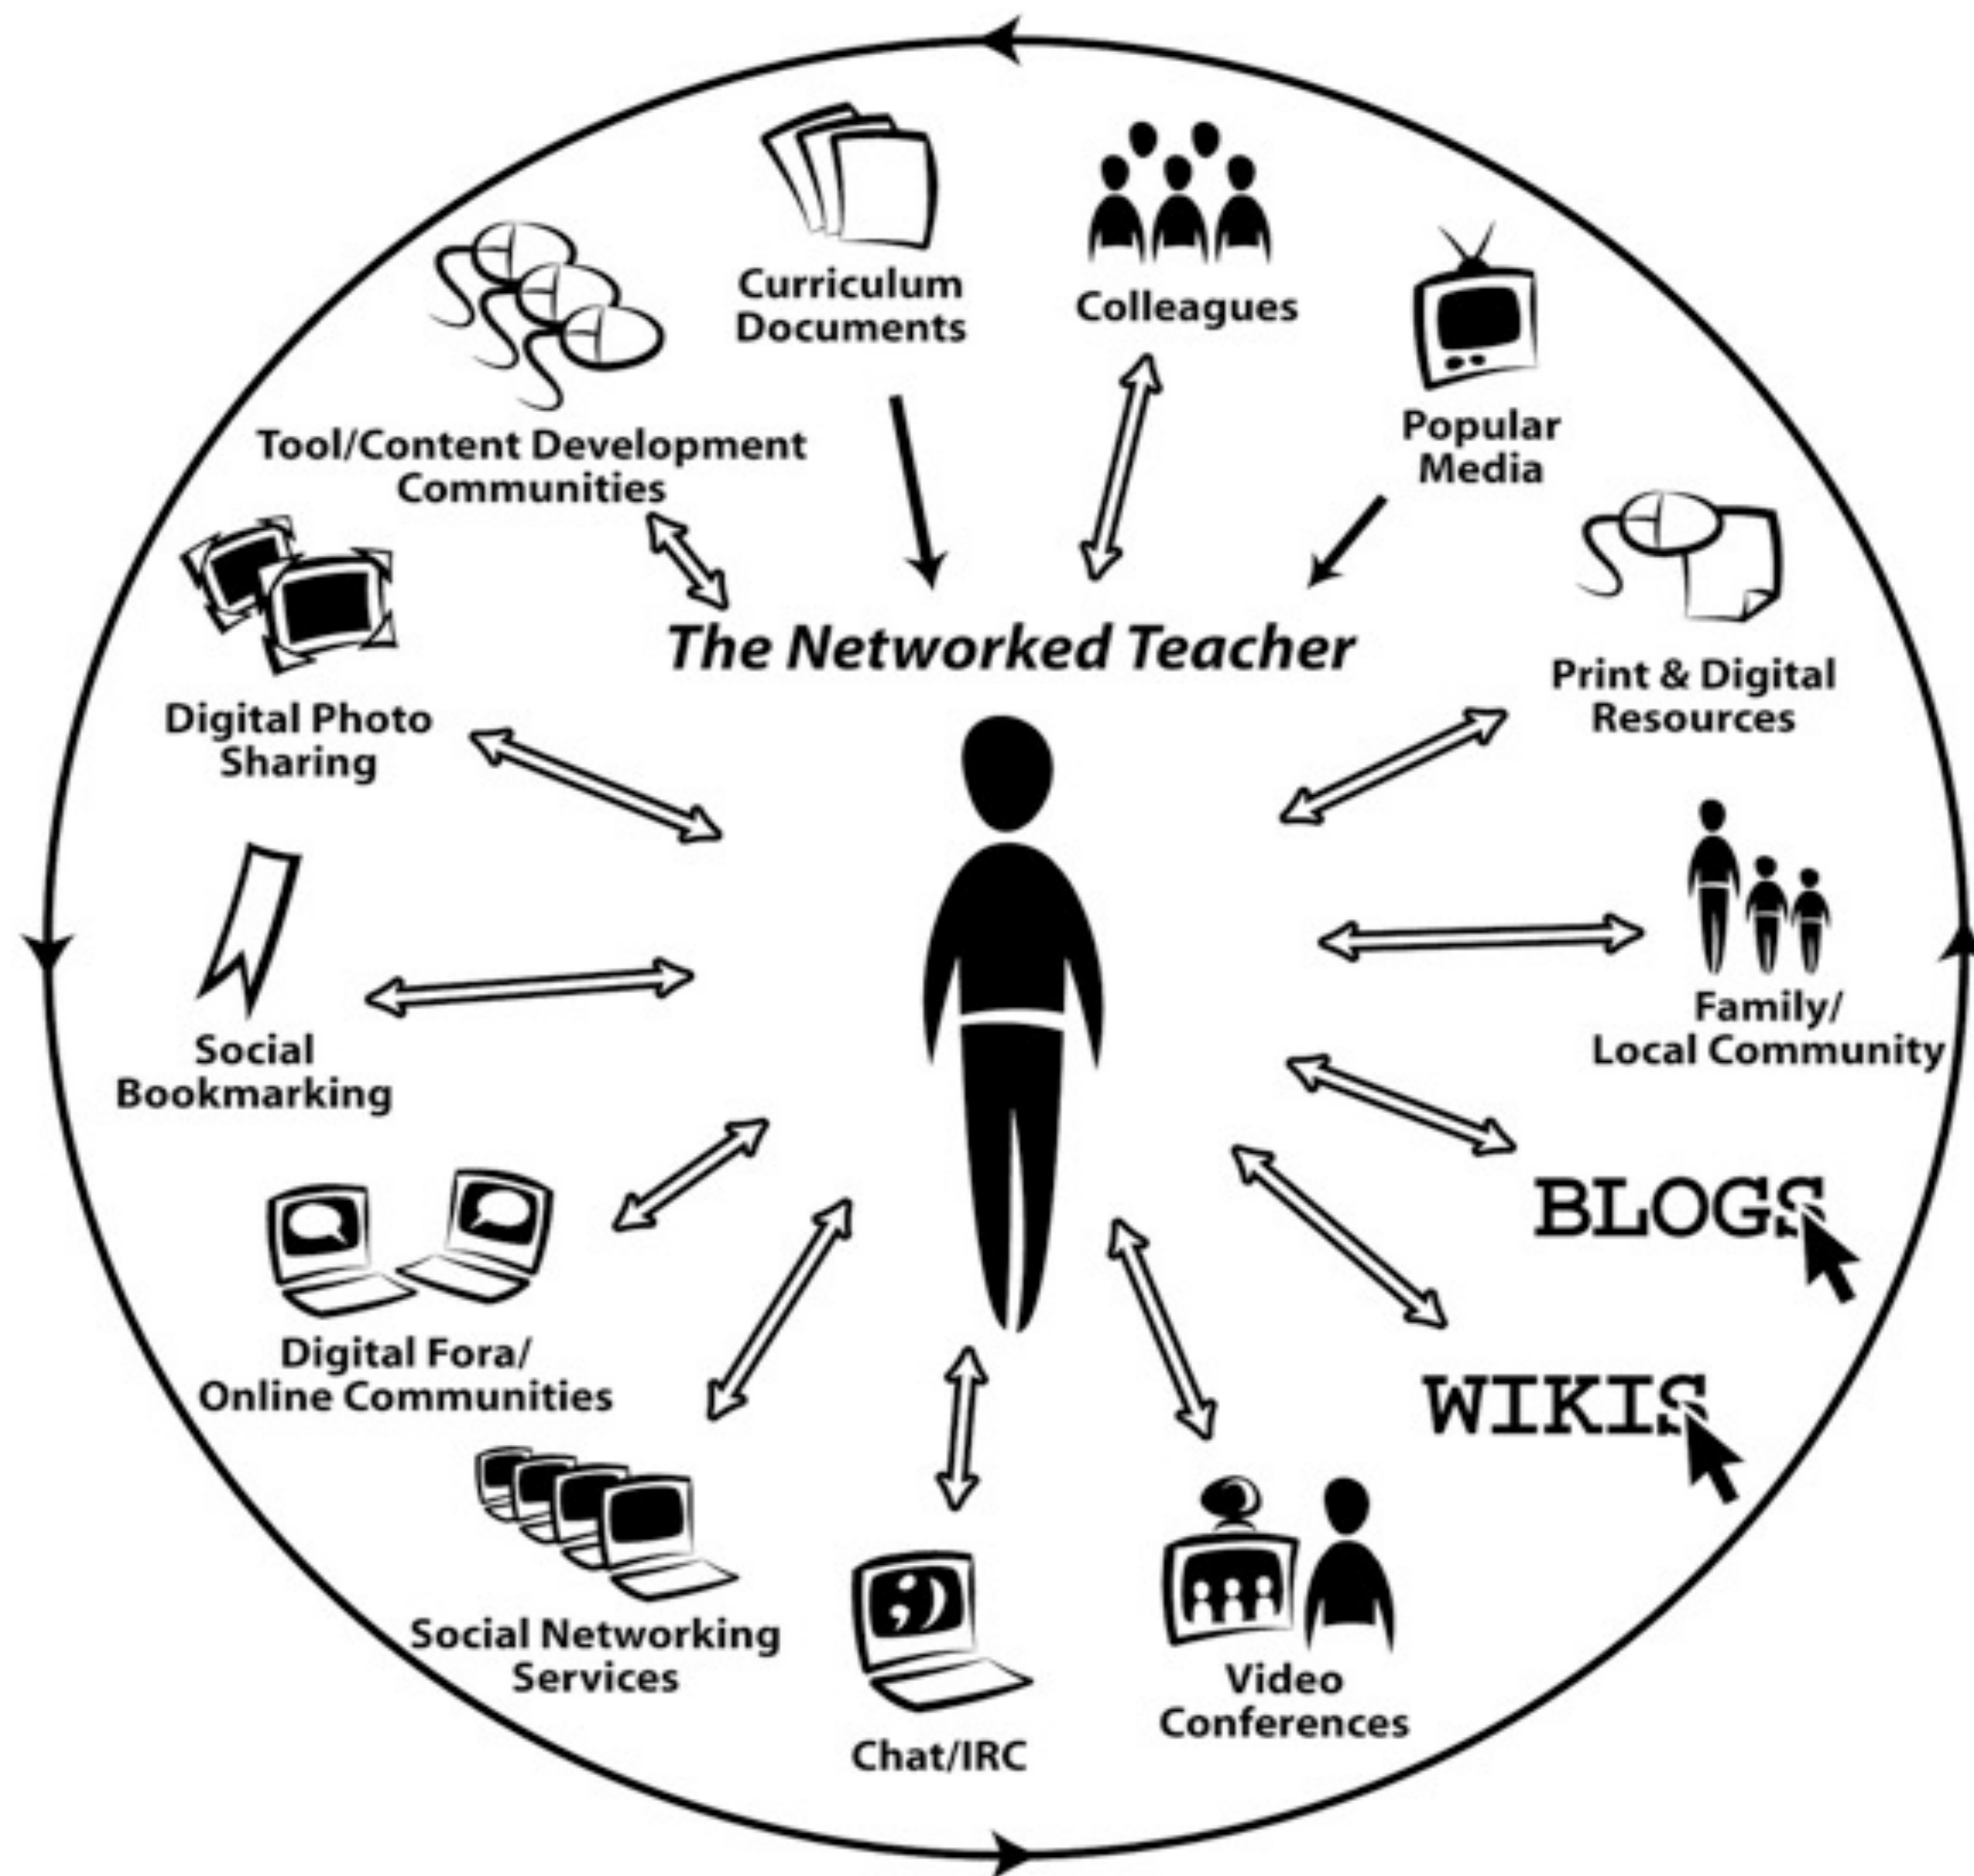 Curriculum
Documents
Colleagues
Popular
Media
Tool/Content Development
Communities
The Networked Teacher
Print & Digital
Resources
Digital Photo
Sharing
Family/
Local Community
Social
Bookmarking
BLOGS
Digital Fora/
Online Communities
WIKIS
Social Networking
Services
Video
Conferences
Chat/IRC
;)